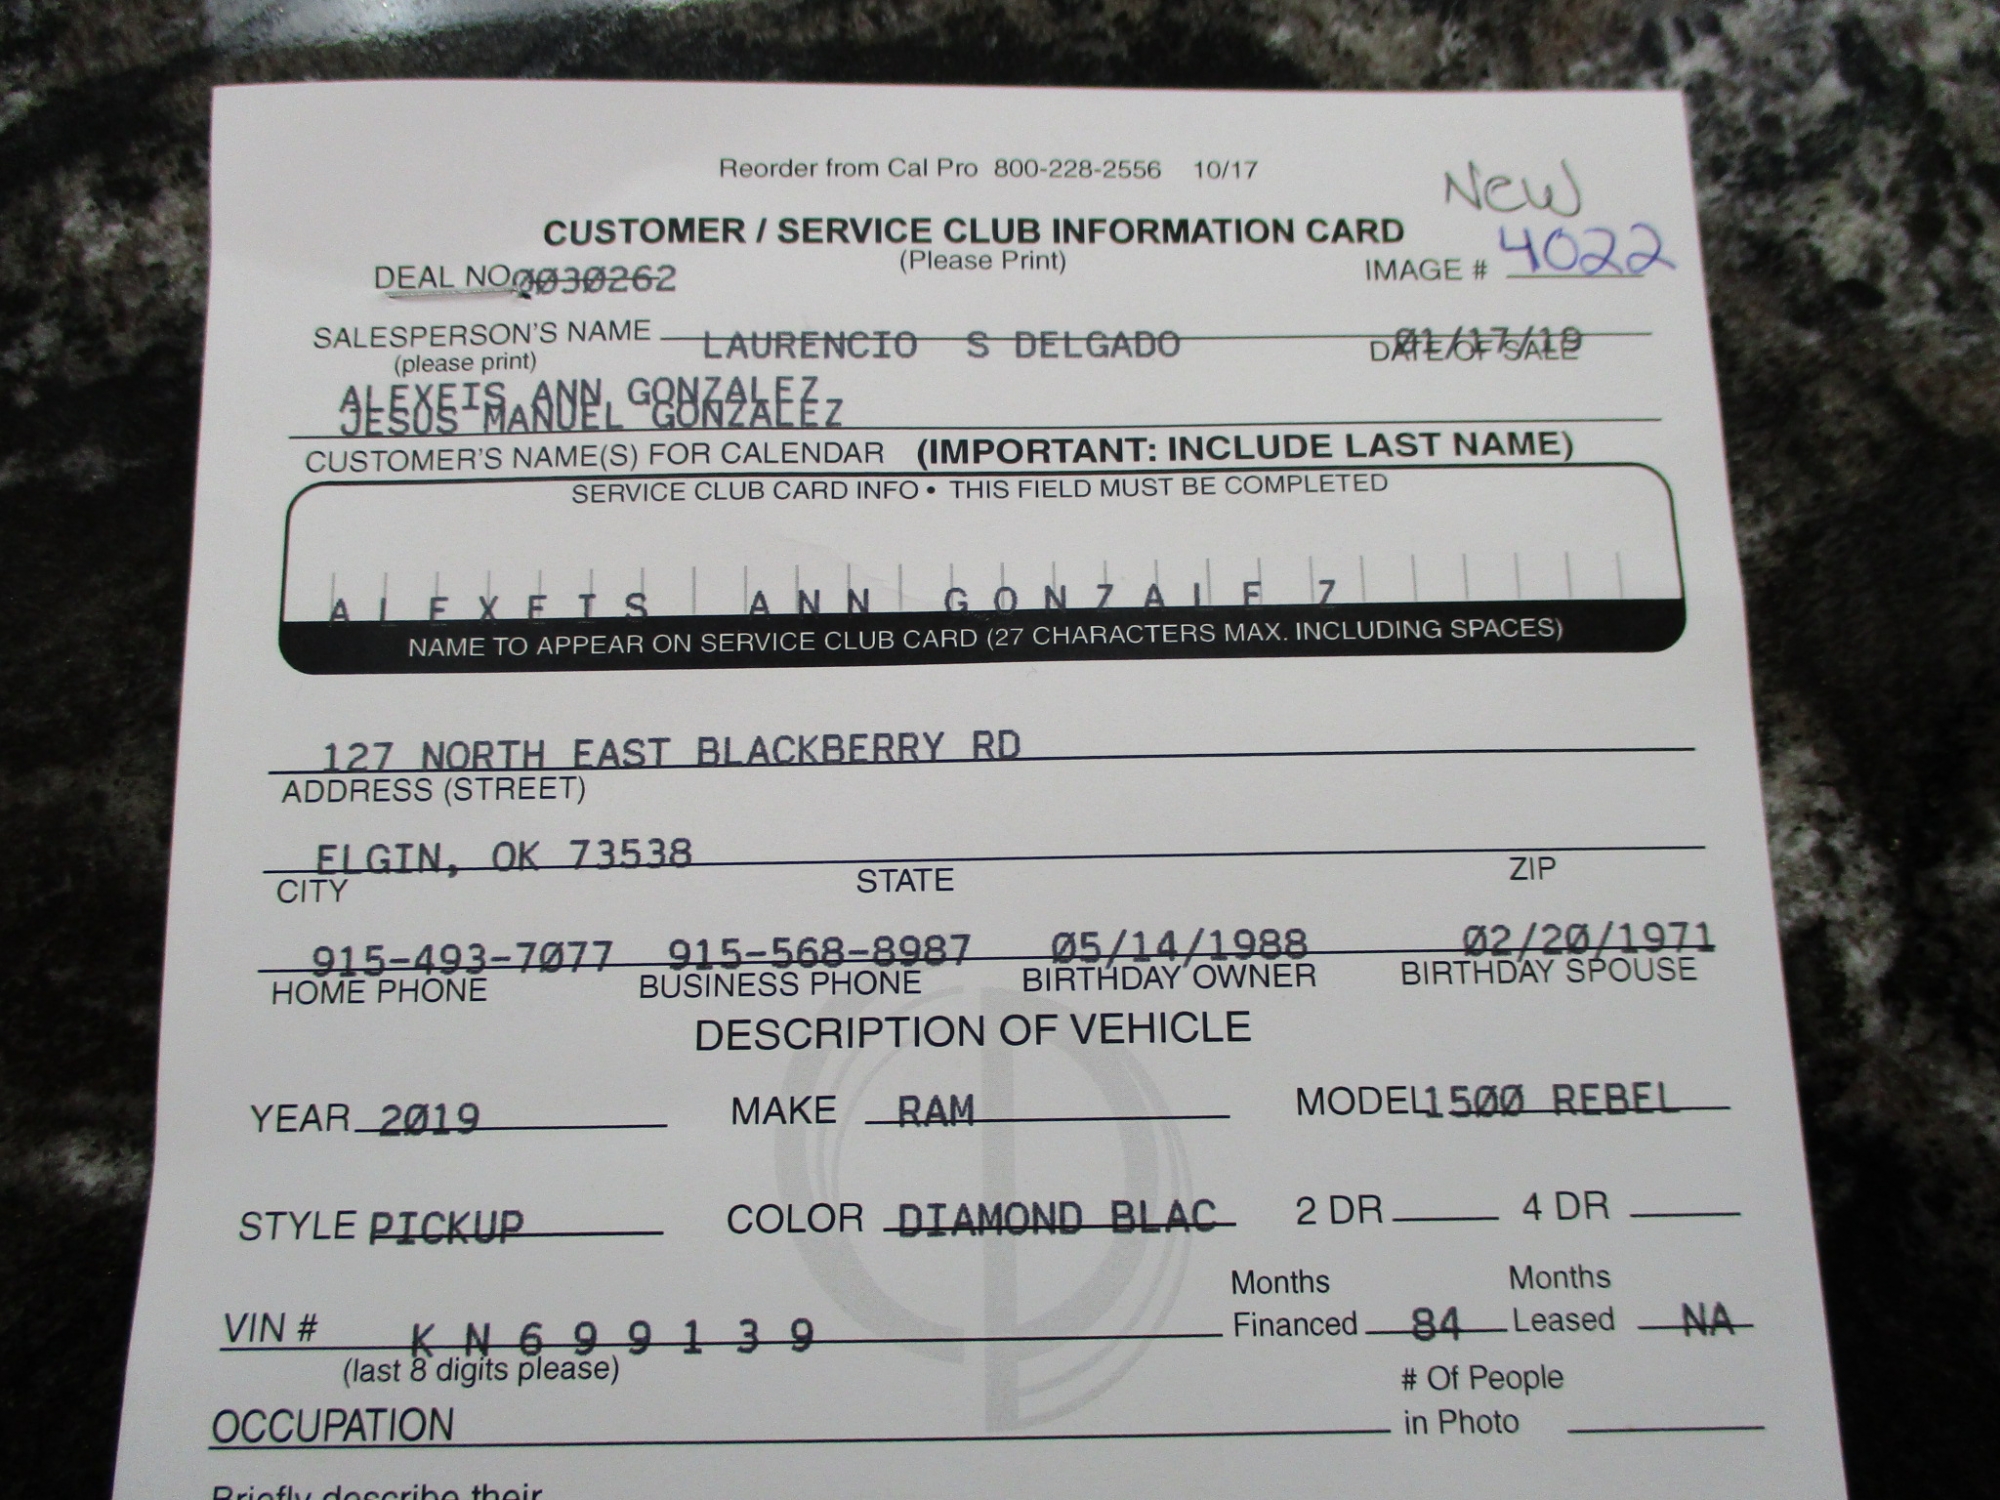 Reorder from Cal Pro 800-228-2556 10/17
New
CUSTOMER / SERVICE CLUB INFORMATION CARD
(Please Print)
DEAL NO 0030262
IMAGE # 4022
SALESPERSON'S NAME LAURENCIO S DELGADO
(please print)
01/17/19
DATE OF SALE
ALEXEIS ANN GONZALEZ
JESUS MANUEL GONZALEZ
CUSTOMER'S NAME(S) FOR CALENDAR (IMPORTANT: INCLUDE LAST NAME)
SERVICE CLUB CARD INFO • THIS FIELD MUST BE COMPLETED
A L E X E I S ANN GONZALEZ
NAME TO APPEAR ON SERVICE CLUB CARD (27 CHARACTERS MAX. INCLUDING SPACES)
127 NORTH EAST BLACKBERRY RD
ADDRESS (STREET)
ELGIN, OK 73538
CITY STATE ZIP
915-493-7077 915-568-8987 05/14/1988 02/20/1971
HOME PHONE BUSINESS PHONE BIRTHDAY OWNER BIRTHDAY SPOUSE
DESCRIPTION OF VEHICLE
YEAR 2019 MAKE RAM MODEL 1500 REBEL
STYLE PICKUP COLOR DIAMOND BLAC 2 DR 4 DR
Months Months
VIN # K N 6 9 9 1 3 9 Financed 84 Leased NA
(last 8 digits please)
# Of People
OCCUPATION in Photo
Briefly describe their